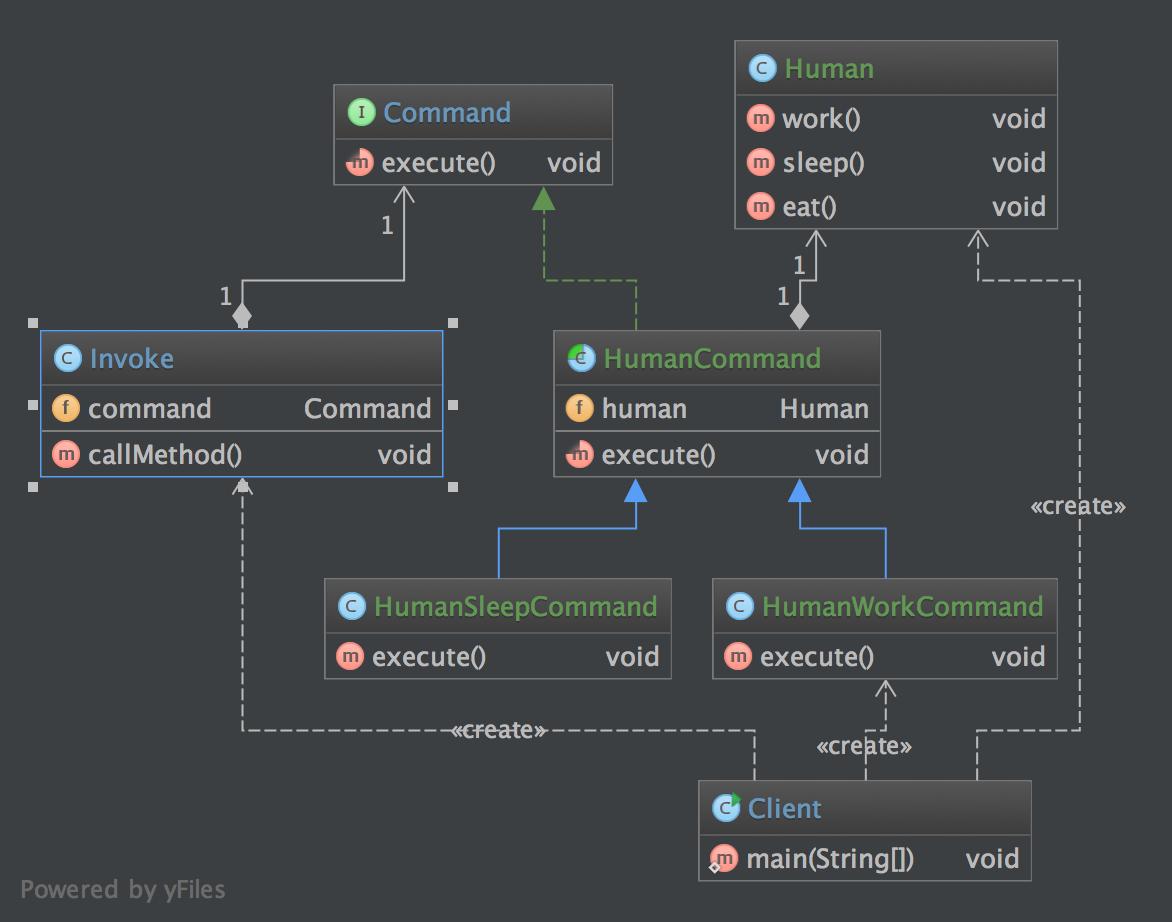 I Command
m execute() void
C Human
m work() void
m sleep() void
m eat() void
1
1
1
1
C Invoke
f command Command
m callMethod() void
C HumanCommand
f human Human
m execute() void
«create»
C HumanSleepCommand
m execute() void
C HumanWorkCommand
m execute() void
«create»
«create»
C Client
m main(String[]) void
Powered by yFiles